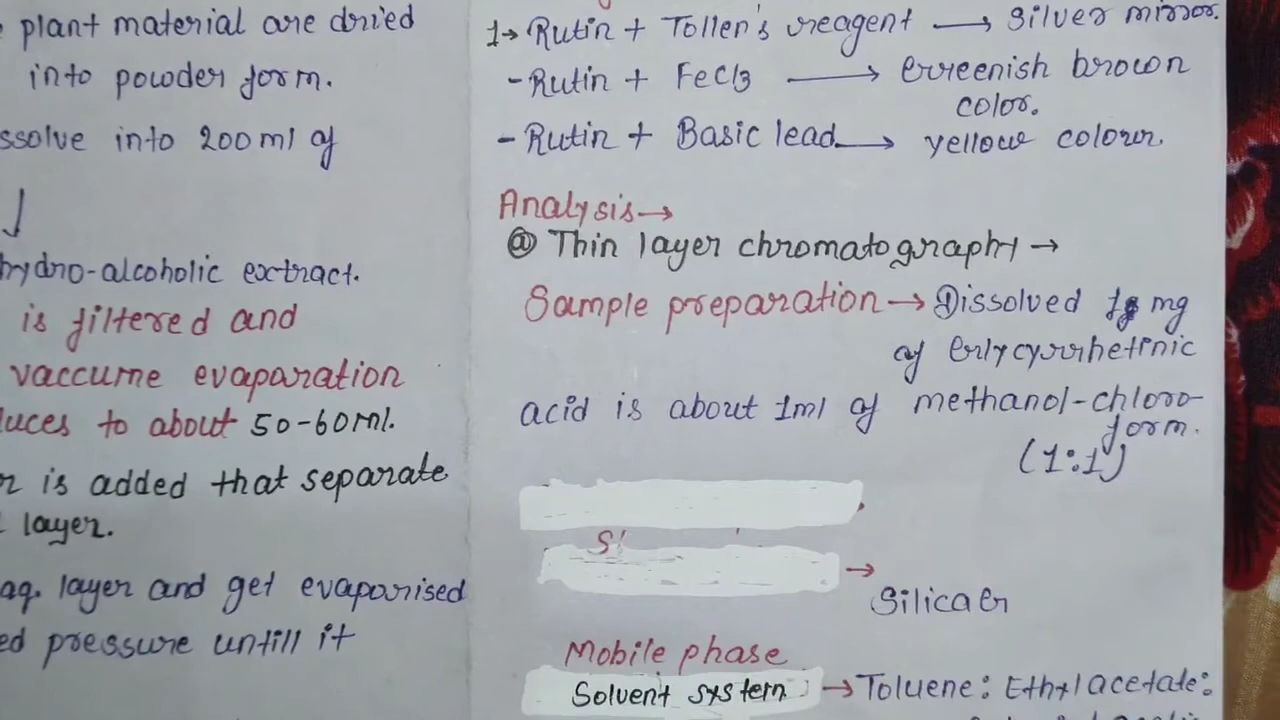 plant material are dried
into powder form.
ssolve into 200ml of
hydro-alcoholic extract.
is filtered and
vaccume evaporation
luces to about 50-60ml.
r is added that separate
layer.
aq. layer and get evaporised
ed pressure untill it
1→ Rutin + Tollen's reagent → Silver mirror.
- Rutin + FeCl3 → Greenish brown
color.
- Rutin + Basic lead → yellow colour.
Analysis→
@ Thin layer chromatography →
Sample preparation → Dissolved 1 mg
of Glycyrrhetinic
acid is about 1ml of methanol-chloro-
form.
(1:1)
→
Silica G
Mobile phase
Solvent system → Toluene: Ethyl acetate: